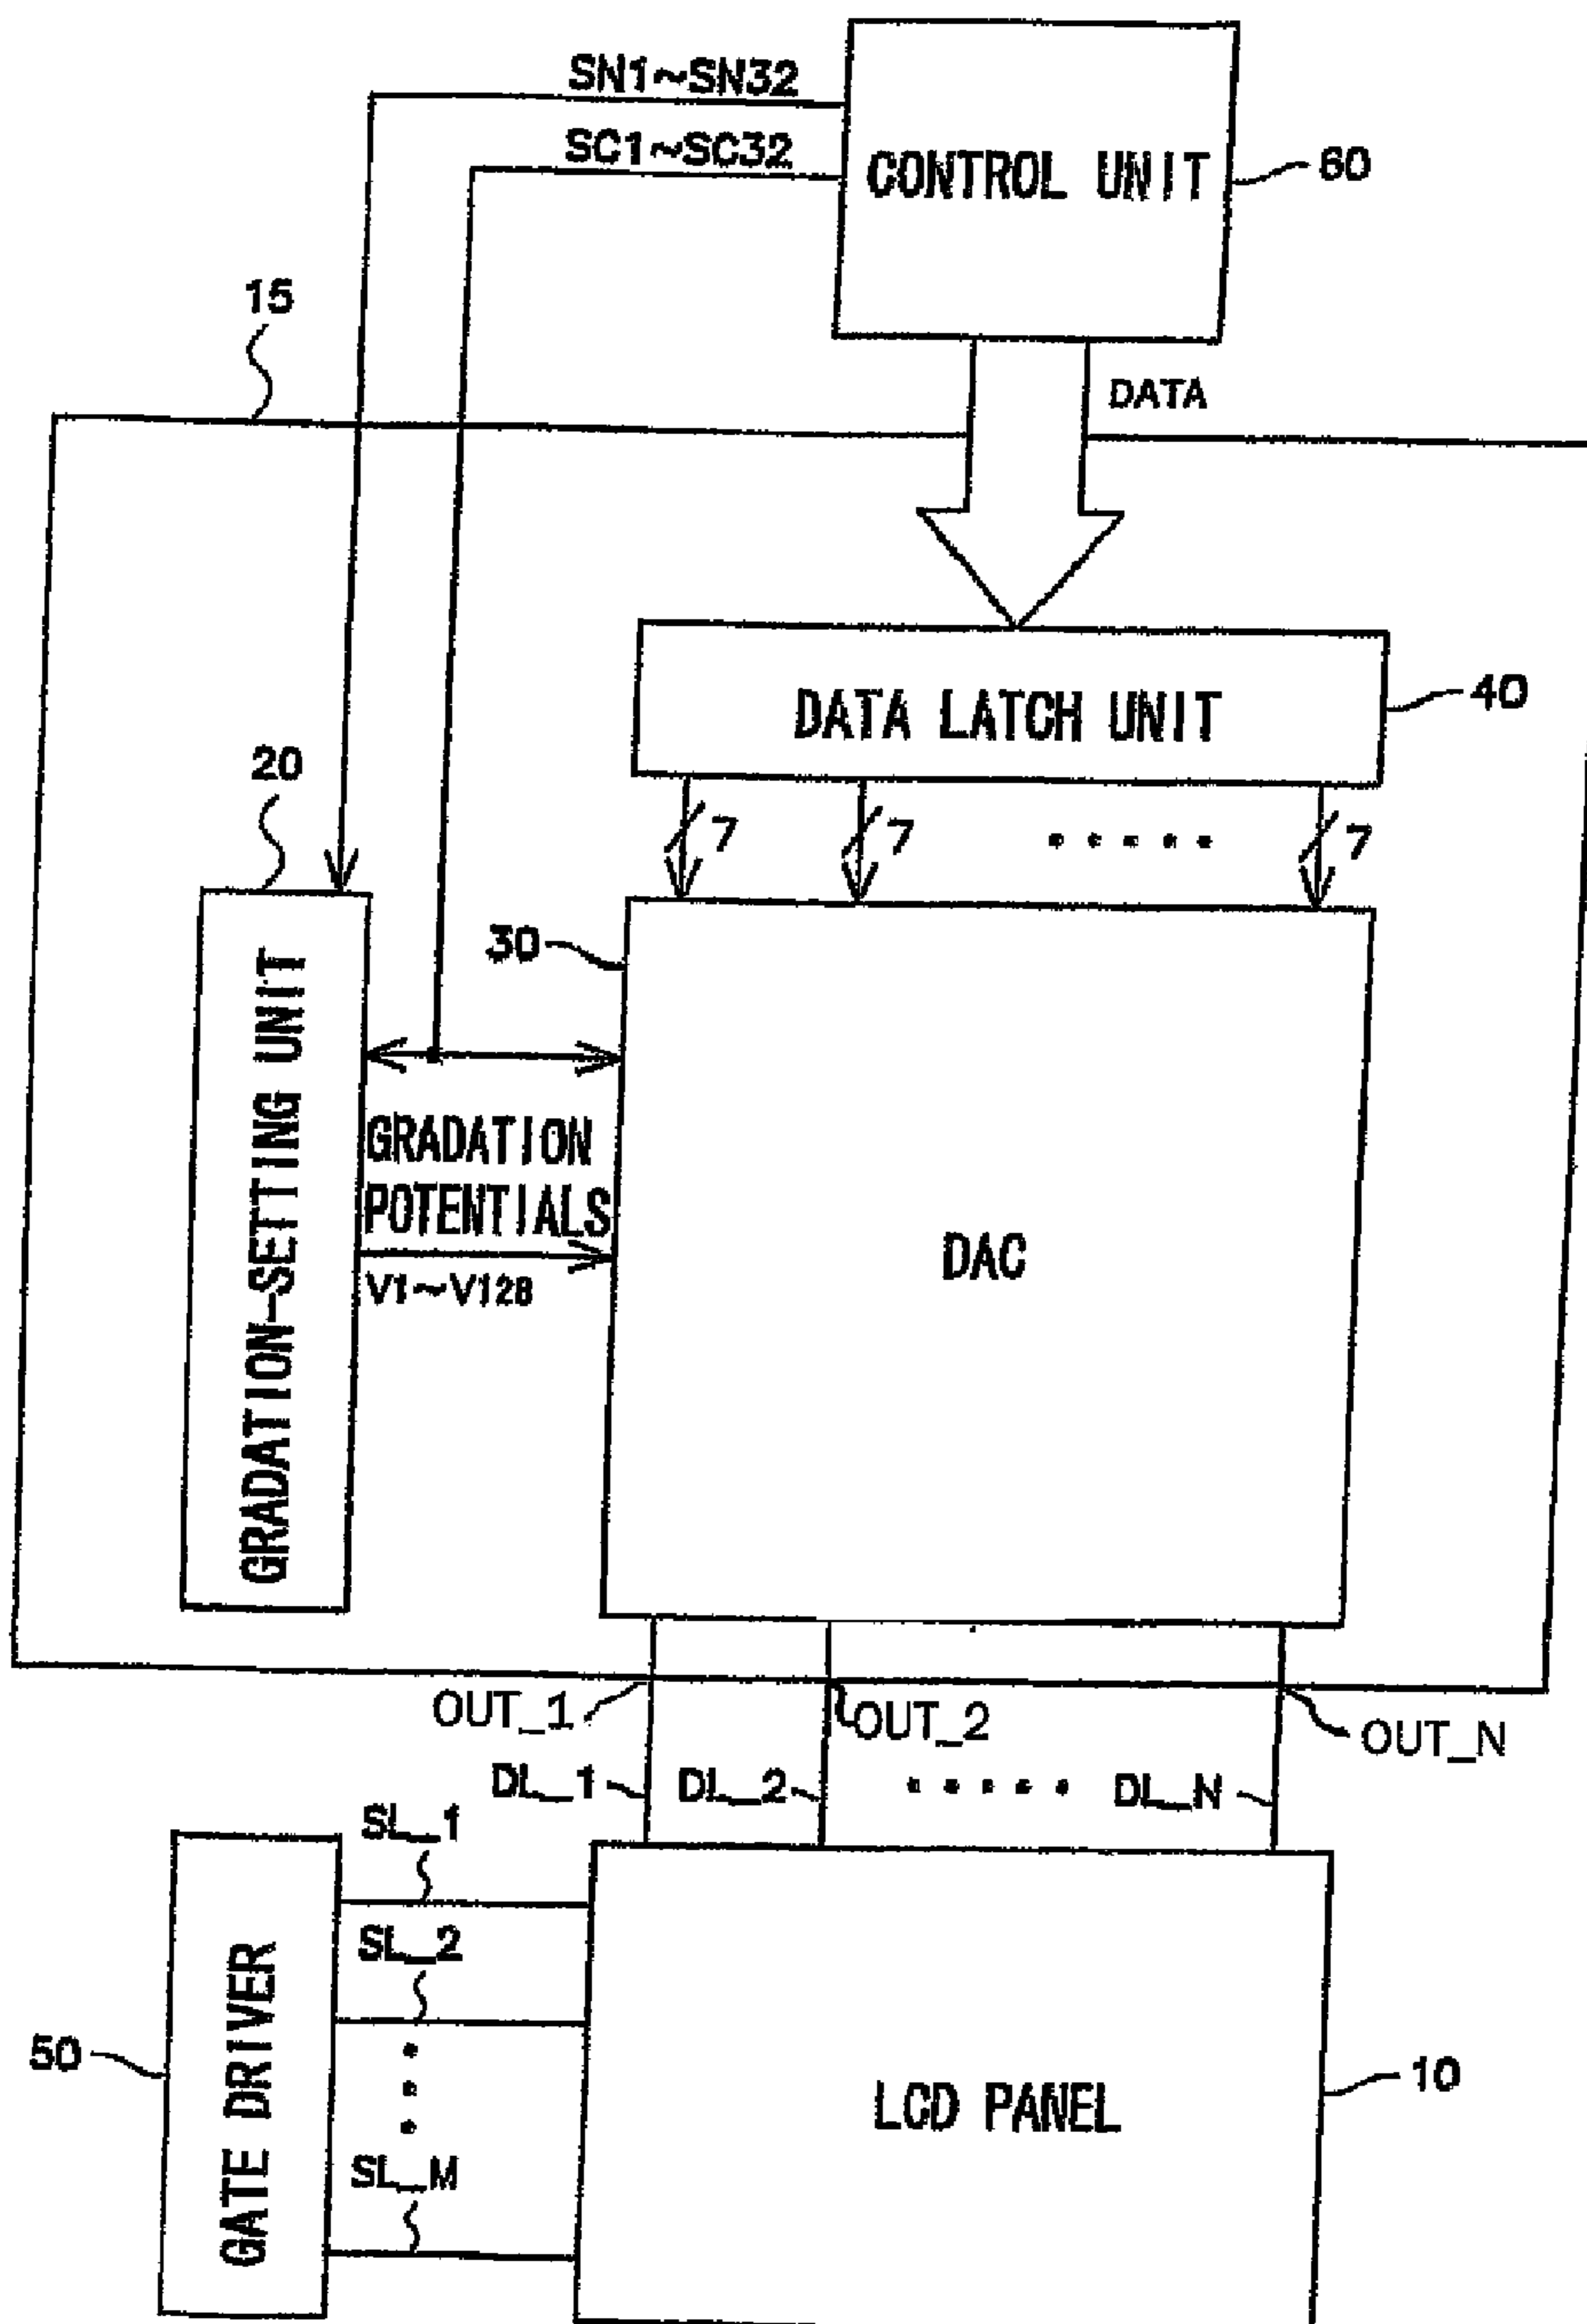 SN1~SN32
SC1~SC32
CONTROL UNIT
60
15
DATA
DATA LATCH UNIT
40
20
7
7
7
30
GRADATION-SETTING UNIT
GRADATION
POTENTIALS
V1~V128
DAC
OUT_1
OUT_2
OUT_N
DL_1
DL_2
DL_N
SL_1
SL_2
SL_M
50
GATE DRIVER
LCD PANEL
10